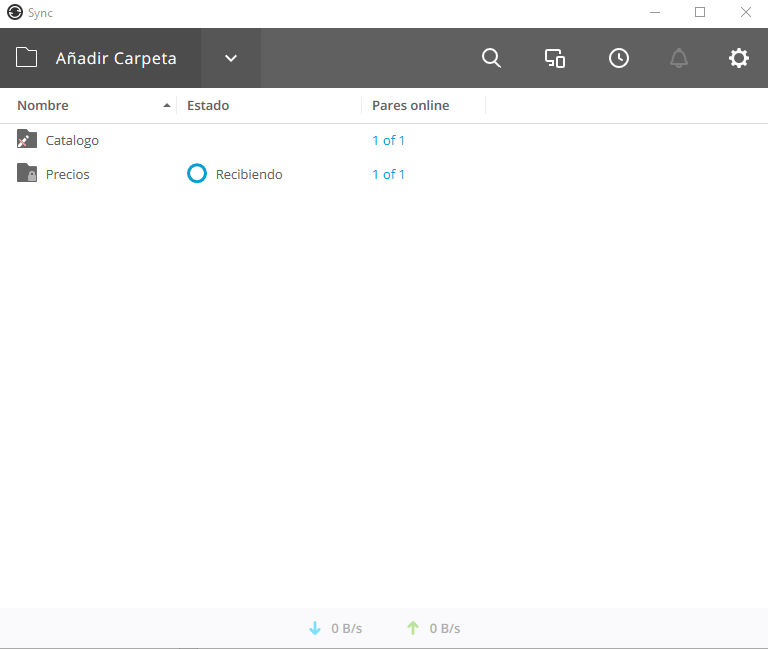 Sync
Añadir Carpeta
Nombre Estado Pares online
Catalogo 1 of 1
Precios Recibiendo 1 of 1
0 B/s 0 B/s